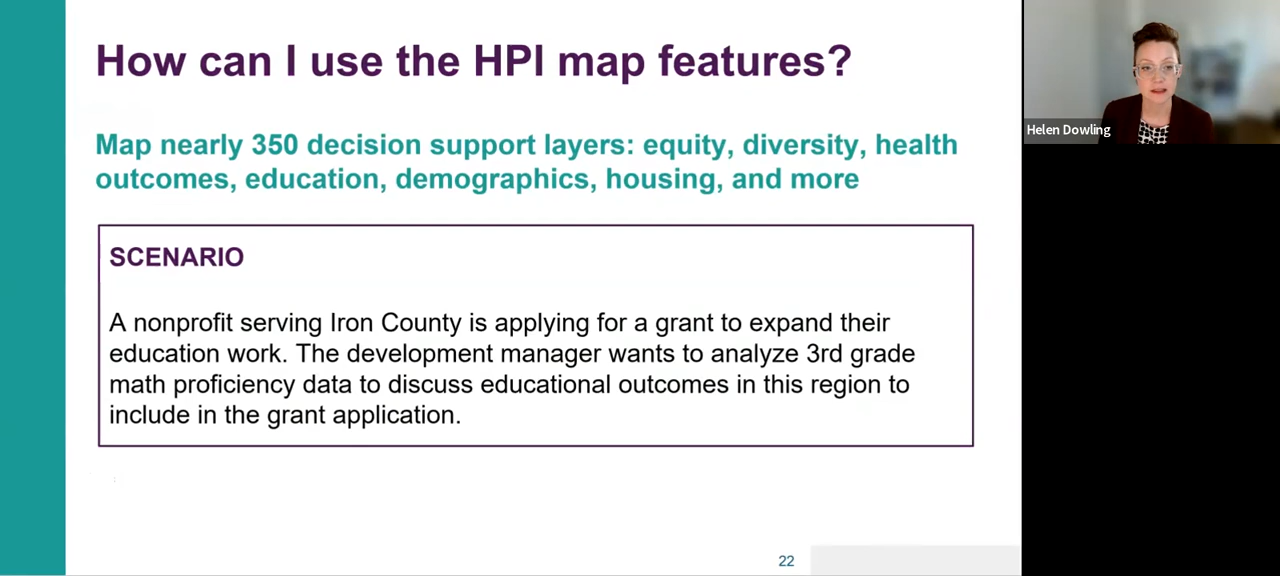 How can I use the HPI map features?
Map nearly 350 decision support layers: equity, diversity, health
outcomes, education, demographics, housing, and more
SCENARIO
A nonprofit serving Iron County is applying for a grant to expand their
education work. The development manager wants to analyze 3rd grade
math proficiency data to discuss educational outcomes in this region to
include in the grant application.
22
Helen Dowling